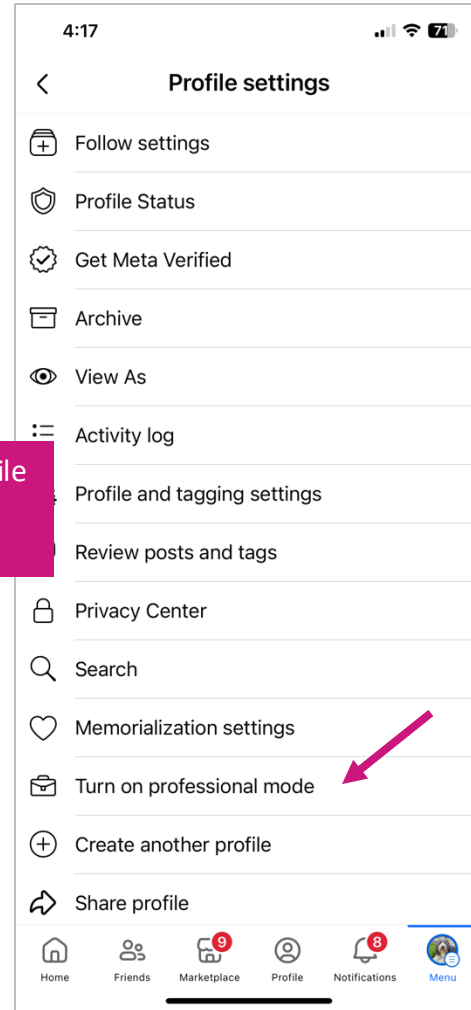 4:17
71
Profile settings
Follow settings
Profile Status
Get Meta Verified
Archive
View As
Activity log
ile
Profile and tagging settings
Review posts and tags
Privacy Center
Search
Memorialization settings
Turn on professional mode
Create another profile
Share profile
9
8
Home Friends Marketplace Profile Notifications Menu